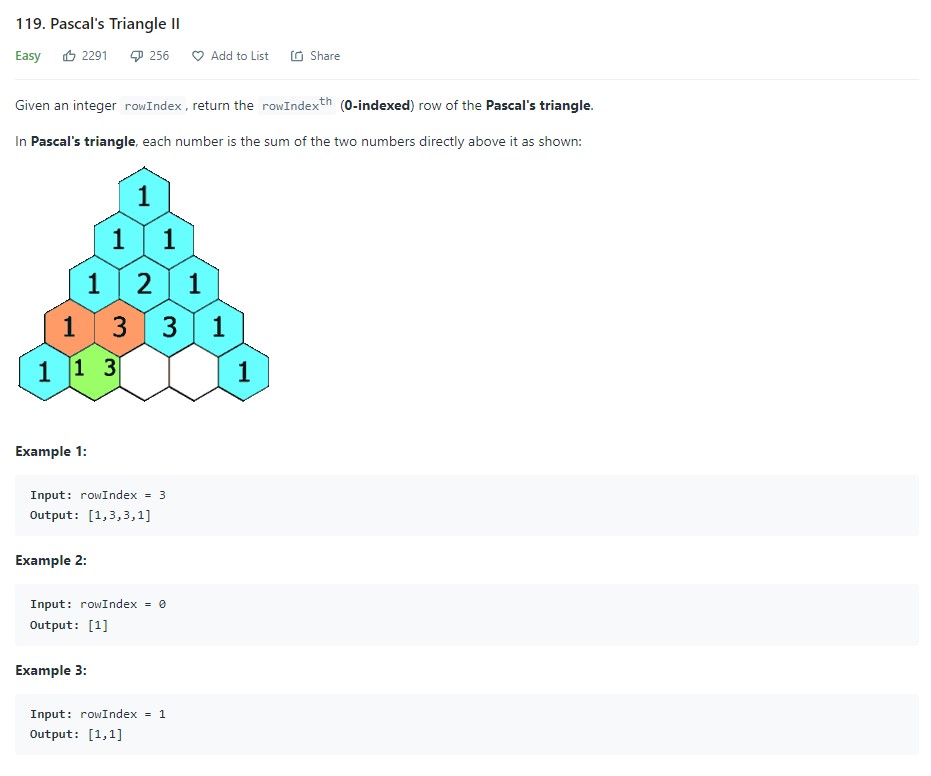 119. Pascal's Triangle II
Easy 2291 256 Add to List Share
Given an integer rowIndex, return the rowIndexth (0-indexed) row of the Pascal's triangle.
In Pascal's triangle, each number is the sum of the two numbers directly above it as shown:
1
1 1
1 2 1
1 3 3 1
1 1 3 1
Example 1:
Input: rowIndex = 3
Output: [1,3,3,1]
Example 2:
Input: rowIndex = 0
Output: [1]
Example 3:
Input: rowIndex = 1
Output: [1,1]